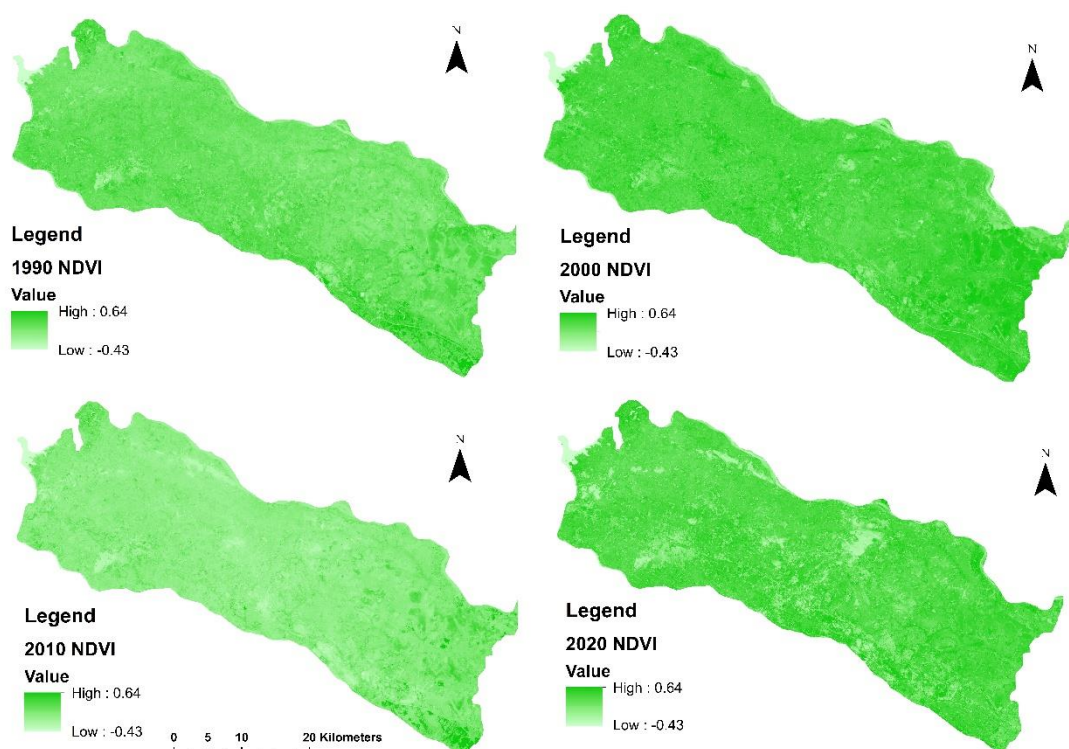 N
Legend
1990 NDVI
Value
High : 0.64
Low : -0.43
N
Legend
2000 NDVI
Value
High : 0.64
Low : -0.43
N
Legend
2010 NDVI
Value
High : 0.64
Low : -0.43
0 5 10 20 Kilometers
N
Legend
2020 NDVI
Value
High : 0.64
Low : -0.43